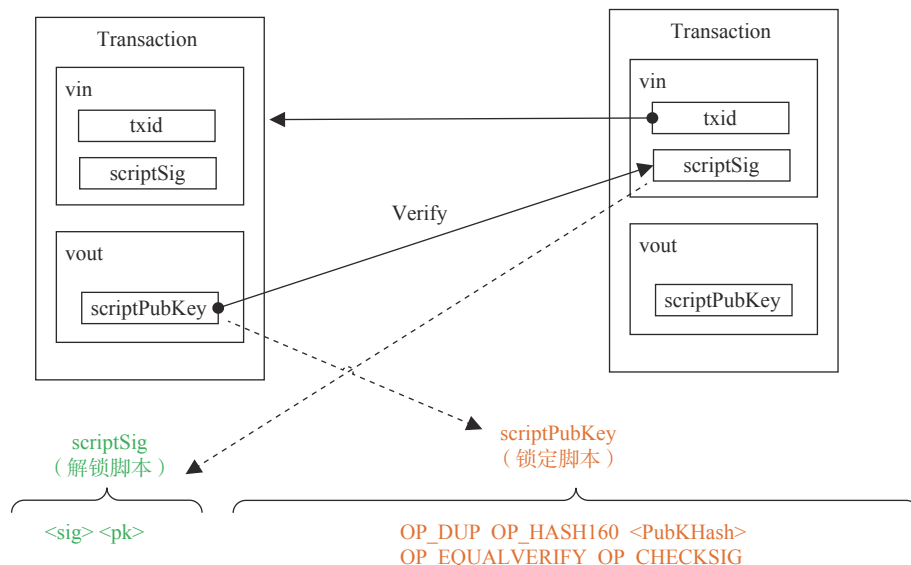 Transaction
vin
txid
scriptSig
vout
scriptPubKey
Verify
Transaction
vin
txid
scriptSig
vout
scriptPubKey
scriptSig
（解锁脚本）
<sig> <pk>
scriptPubKey
（锁定脚本）
OP_DUP OP_HASH160 <PubKHash>
OP_EQUALVERIFY OP_CHECKSIG